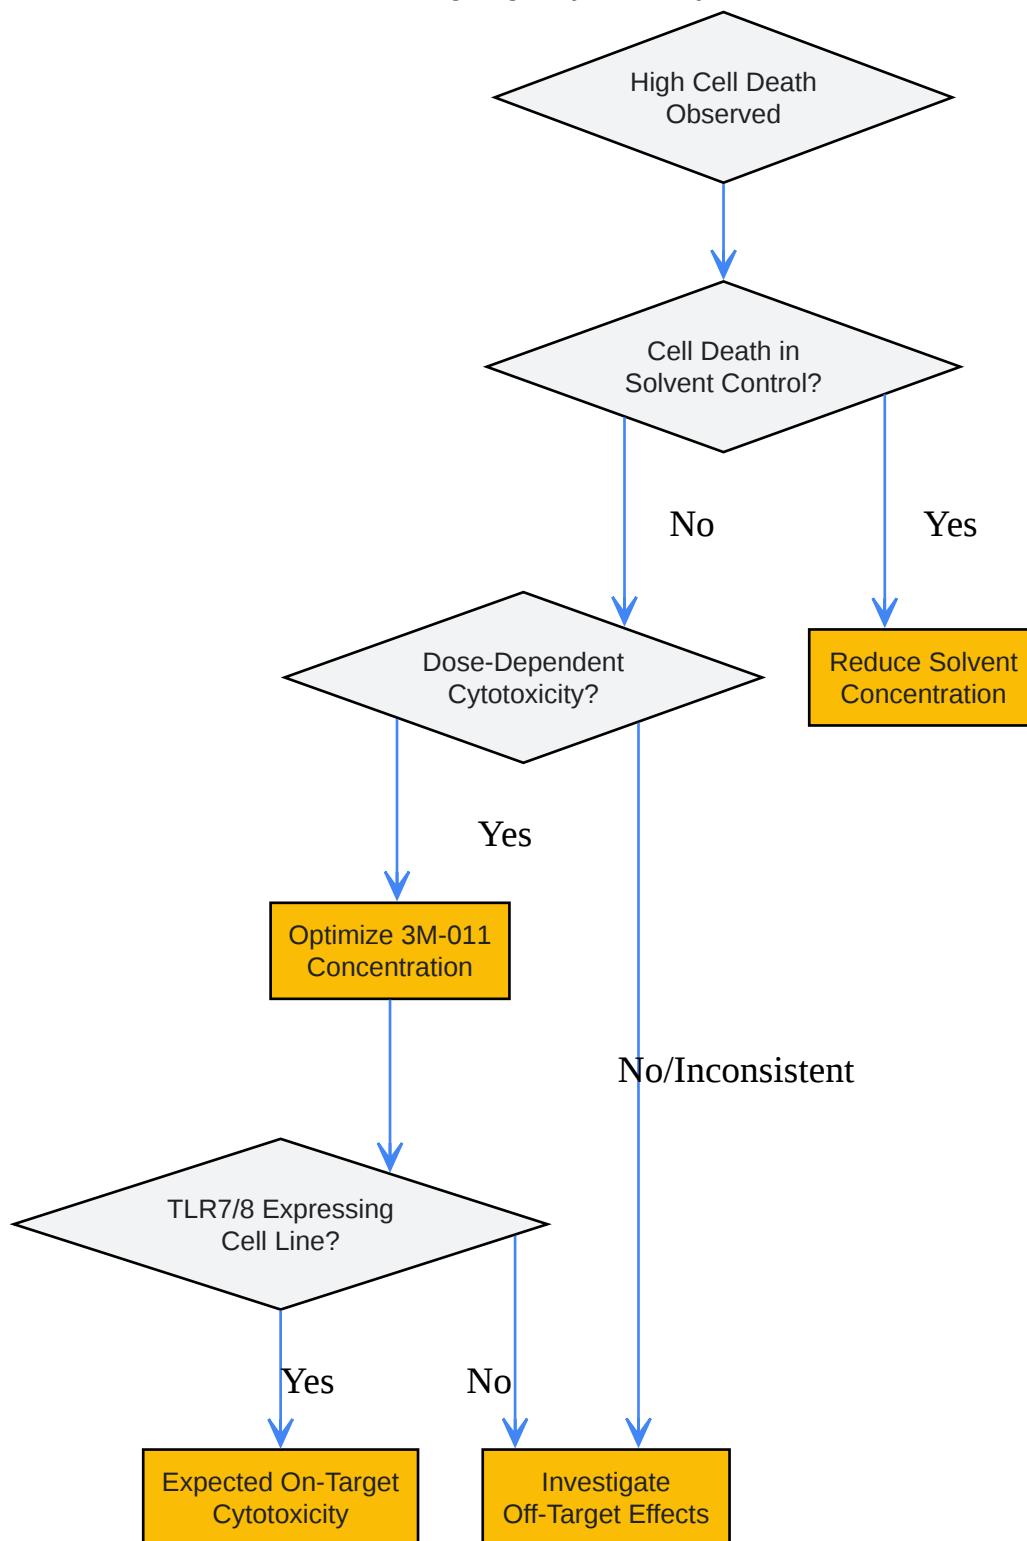 High Cell Death
Observed
Cell Death in
Solvent Control?
No
Yes
Dose-Dependent
Cytotoxicity?
Reduce Solvent
Concentration
Yes
Optimize 3M-011
Concentration
No/Inconsistent
TLR7/8 Expressing
Cell Line?
Yes
No
Expected On-Target
Cytotoxicity
Investigate
Off-Target Effects